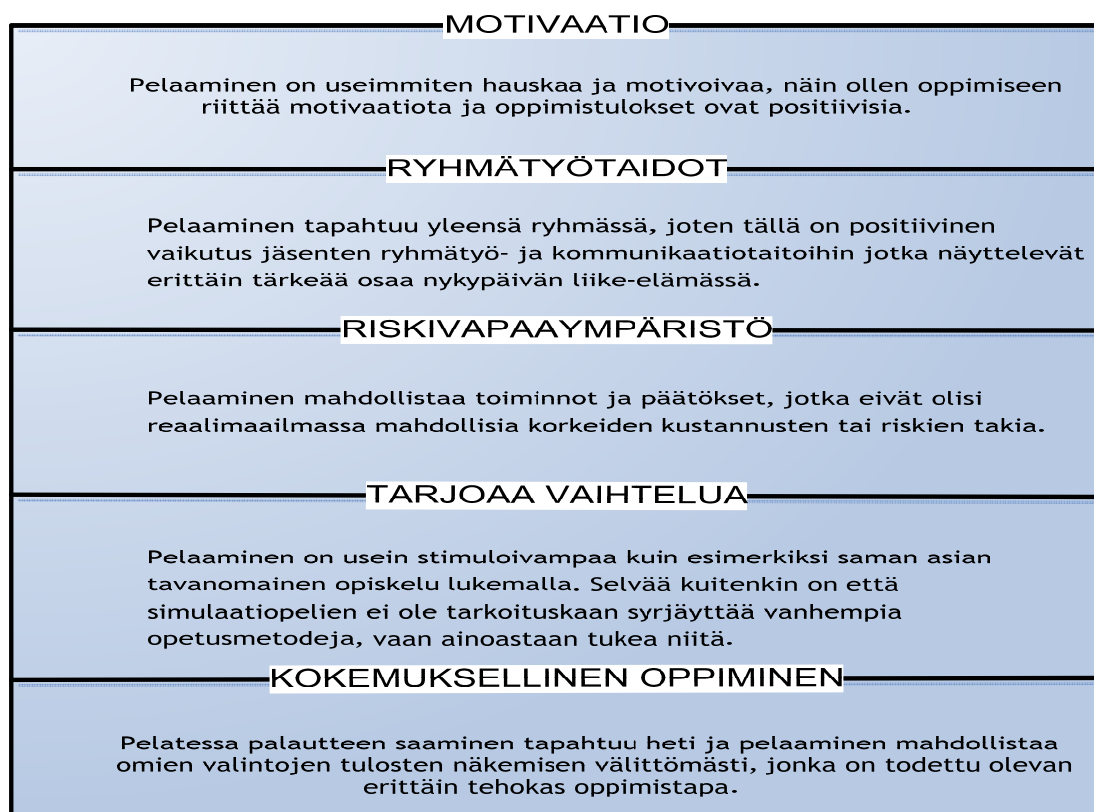 MOTIVAATIO
Pelaaminen on useimmiten hauskaa ja motivoivaa, näin ollen oppimiseen
riittää motivaatiota ja oppimistulokset ovat positiivisia.
RYHMÄTYÖTAIDOT
Pelaaminen tapahtuu yleensä ryhmässä, joten tällä on positiivinen
vaikutus jäsenten ryhmätyö- ja kommunikaatiotaitoihin jotka näyttelevät
erittäin tärkeää osaa nykypäivän liike-elämässä.
RISKIVAPAAYMPÄRISTÖ
Pelaaminen mahdollistaa toiminnot ja päätökset, jotka eivät olisi
reaalimaailmassa mahdollisia korkeiden kustannusten tai riskien takia.
TARJOAA VAIHTELUA
Pelaaminen on usein stimuloivampaa kuin esimerkiksi saman asian
tavanomainen opiskelu lukemalla. Selvää kuitenkin on että
simulaatiopelien ei ole tarkoituskaan syrjäyttää vanhempia
opetusmetodeja, vaan ainoastaan tukea niitä.
KOKEMUKSELLINEN OPPIMINEN
Pelatessa palautteen saaminen tapahtuu heti ja pelaaminen mahdollistaa
omien valintojen tulosten näkemisen välittömästi, jonka on todettu olevan
erittäin tehokas oppimistapa.